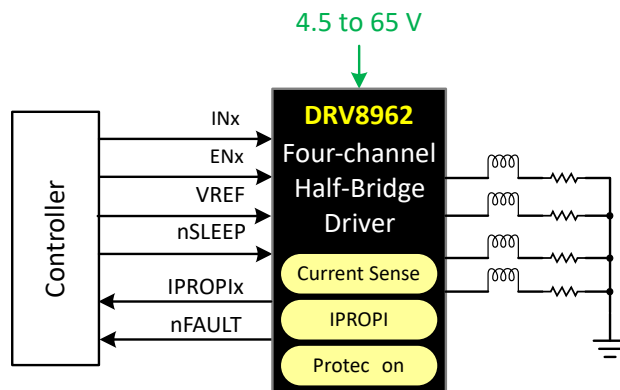 4.5 to 65 V
DRV8962
Four-channel
Half-Bridge
Driver
Current Sense
IPROPI
Protec on
Controller
INx
ENx
VREF
nSLEEP
IPROPIx
nFAULT